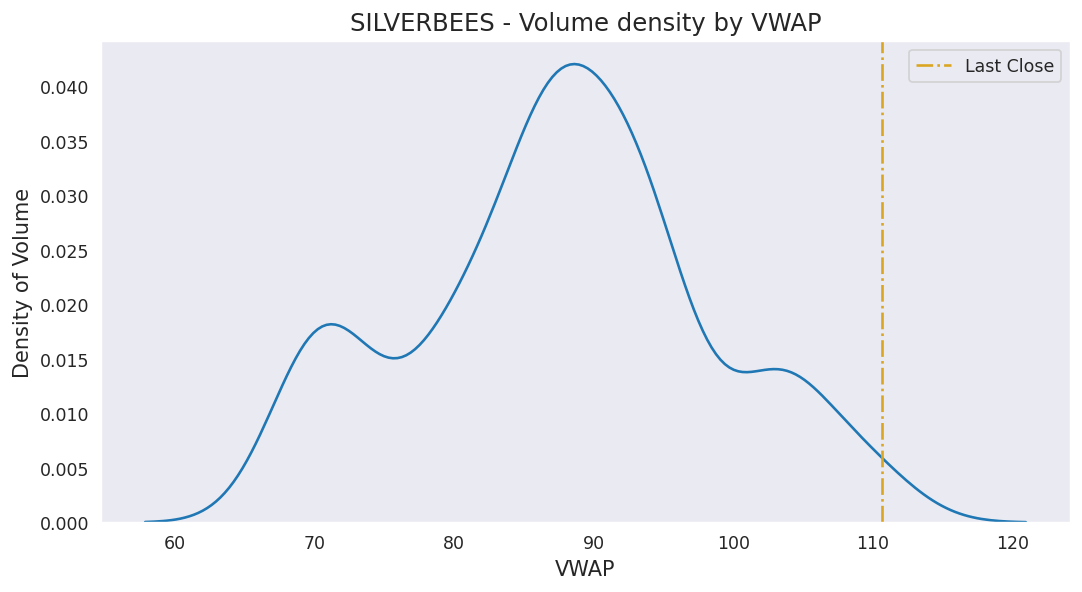 SILVERBEES - Volume density by VWAP
Last Close
Density of Volume
0.040
0.035
0.030
0.025
0.020
0.015
0.010
0.005
0.000
60 70 80 90 100 110 120
VWAP